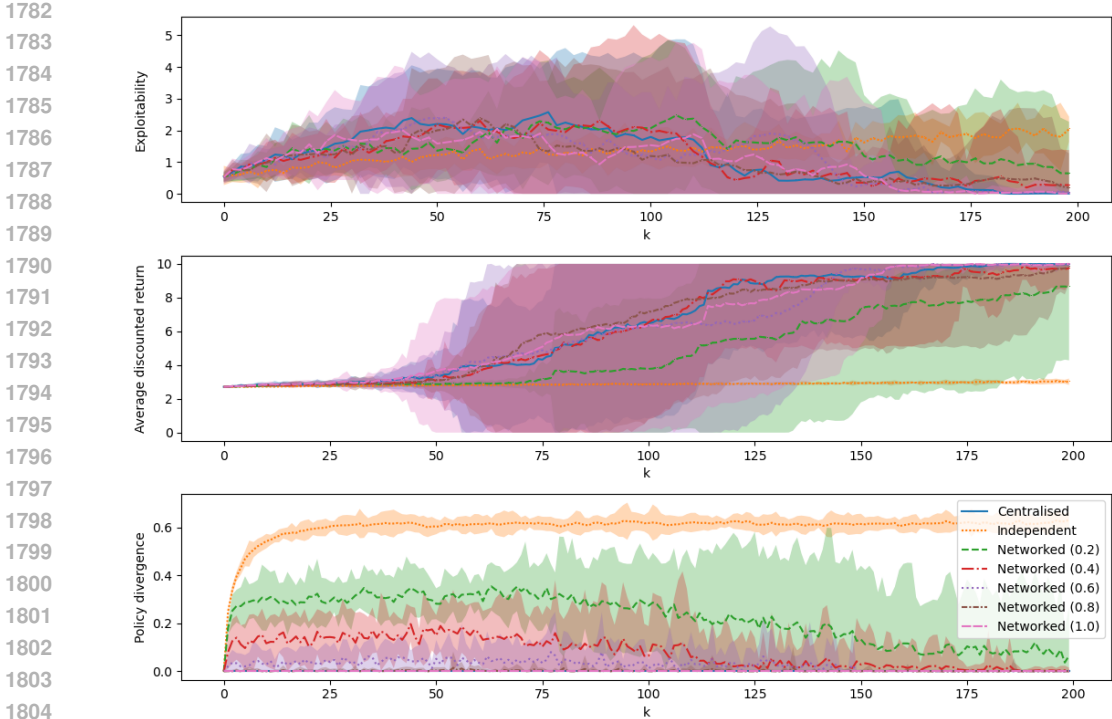 1782
1783
1784
1785
1786
1787
1788
1789
1790
1791
1792
1793
1794
1795
1796
1797
1798
1799
1800
1801
1802
1803
1804
Exploitability
5
4
3
2
1
0
0 25 50 75 100 125 150 175 200
k
Average discounted return
10
8
6
4
2
0
0 25 50 75 100 125 150 175 200
k
Policy divergence
0.6
0.4
0.2
0.0
0 25 50 75 100 125 150 175 200
k
Centralised
Independent
Networked (0.2)
Networked (0.4)
Networked (0.6)
Networked (0.8)
Networked (1.0)